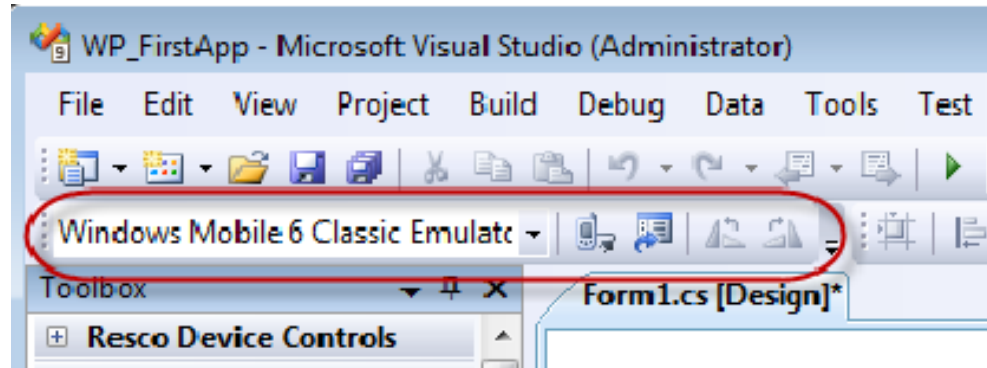 WP_FirstApp - Microsoft Visual Studio (Administrator)
File Edit View Project Build Debug Data Tools Test
Windows Mobile 6 Classic Emulatc
Toolbox
Form1.cs [Design]*
Resco Device Controls